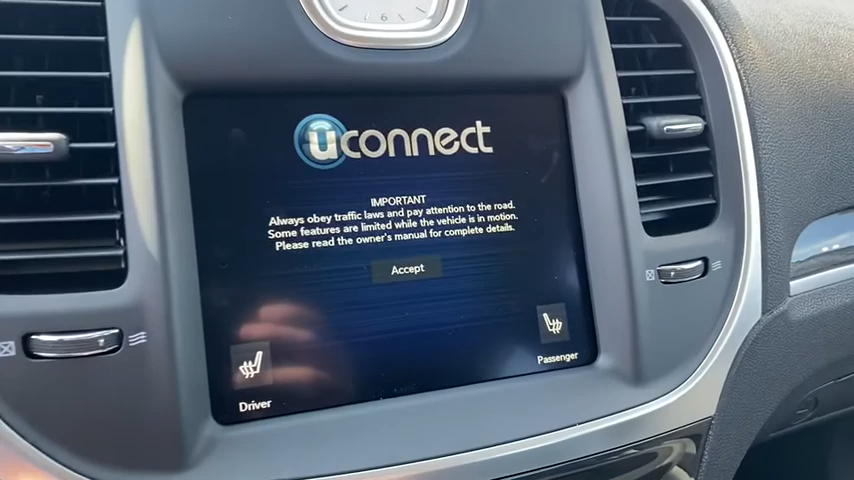 6
uconnect
IMPORTANT
Always obey traffic laws and pay attention to the road.
Some features are limited while the vehicle is in motion.
Please read the owner's manual for complete details.
Accept
Driver
Passenger